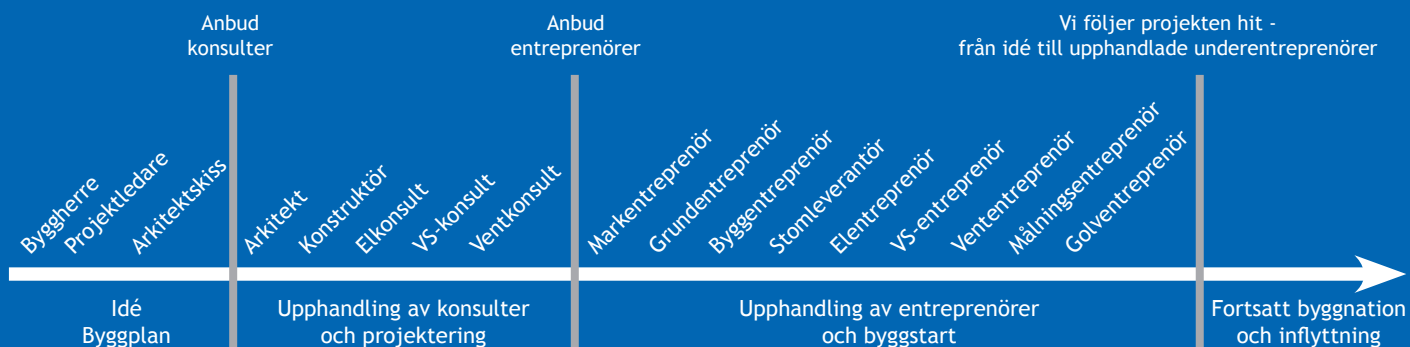 Anbud
konsulter
Anbud
entreprenörer
Vi följer projekten hit -
från idé till upphandlade underentreprenörer
Byggherre
Projektledare
Arkitektskiss
Arkitekt
Konstruktör
Elkonsult
VS-konsult
Ventkonsult
Markentreprenör
Grundentreprenör
Byggentreprenör
Stomleverantör
Elentreprenör
VS-entreprenör
Vententreprenör
Målningsentreprenör
Golventreprenör
Idé
Byggplan
Upphandling av konsulter
och projektering
Upphandling av entreprenörer
och byggstart
Fortsatt byggnation
och inflyttning